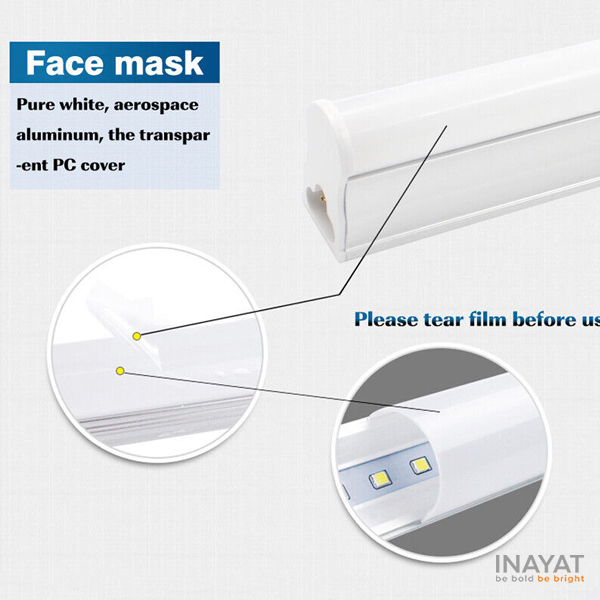 Face mask
Pure white, aerospace
aluminum, the transpar
-ent PC cover
Please tear film before us
INAYAT
be bold be bright